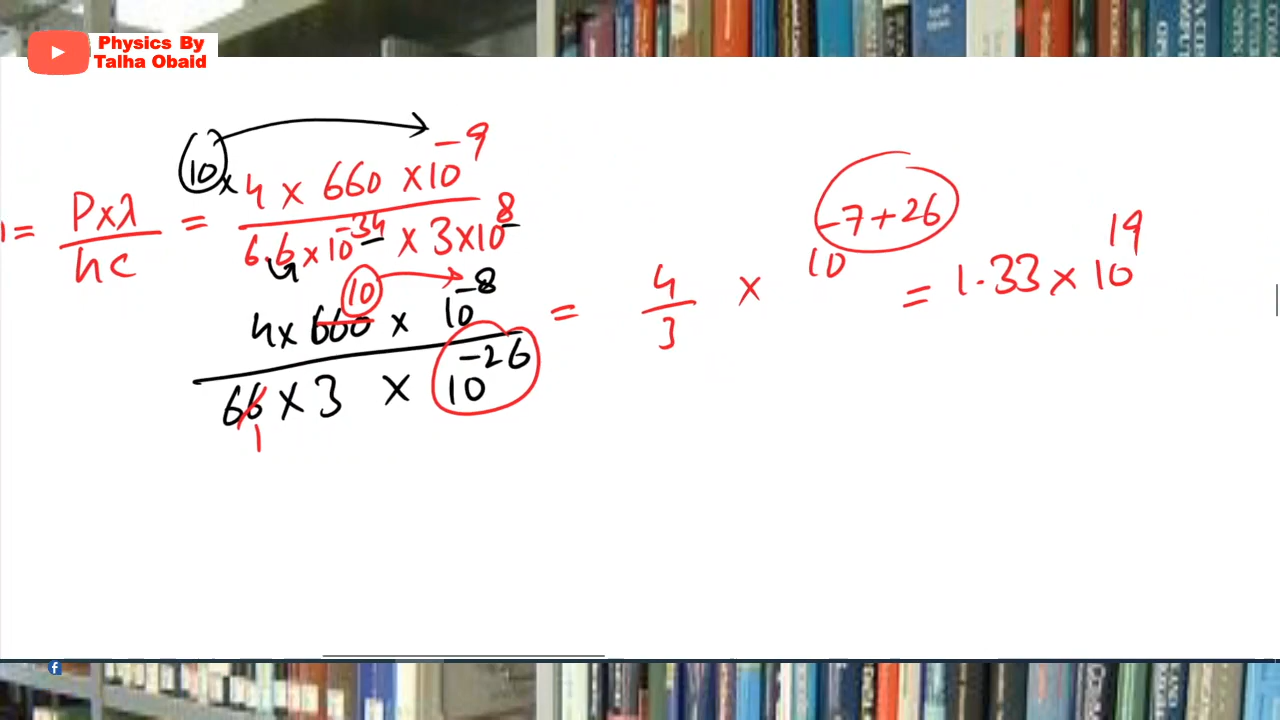 Physics By
Talha Obaid
n = P×λ / hc = 10 × 4 × 660 × 10^-9 / 6.6 × 10^-34 × 3 × 10^8
4 × 660 × 10^-8 / 66 × 3 × 10^-26 = 4/3 × 10^-7+26 = 1.33 × 10^19
10
1